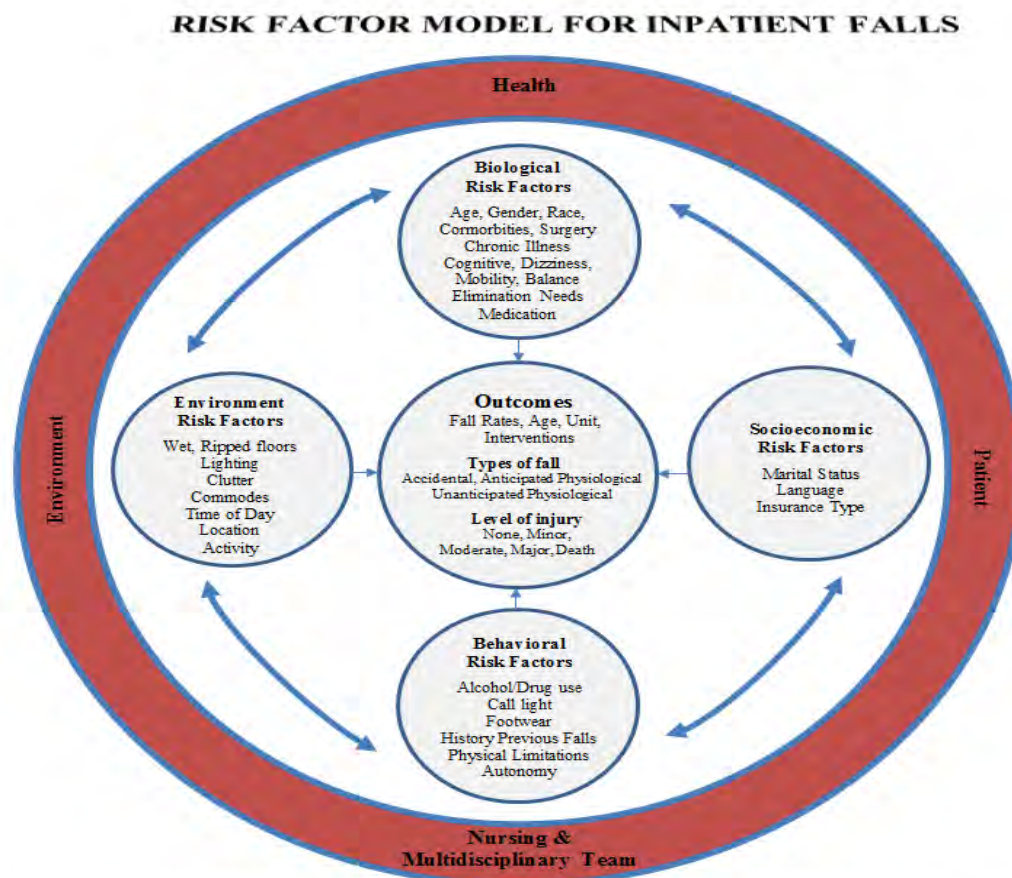 RISK FACTOR MODEL FOR INPATIENT FALLS
Health
Biological
Risk Factors
Age, Gender, Race,
Cormorbities, Surgery
Chronic Illness
Cognitive, Dizziness,
Mobility, Balance
Elimination Needs
Medication
Environment
Environment
Risk Factors
Wet, Ripped floors
Lighting
Clutter
Commodes
Time of Day
Location
Activity
Outcomes
Fall Rates, Age, Unit,
Interventions
Types of fall
Accidental, Anticipated Physiological
Unanticipated Physiological
Level of injury
None, Minor,
Moderate, Major, Death
Socioeconomic
Risk Factors
Marital Status
Language
Insurance Type
Patient
Behavioral
Risk Factors
Alcohol/Drug use
Call light
Footwear
History Previous Falls
Physical Limitations
Autonomy
Nursing &
Multidisciplinary Team